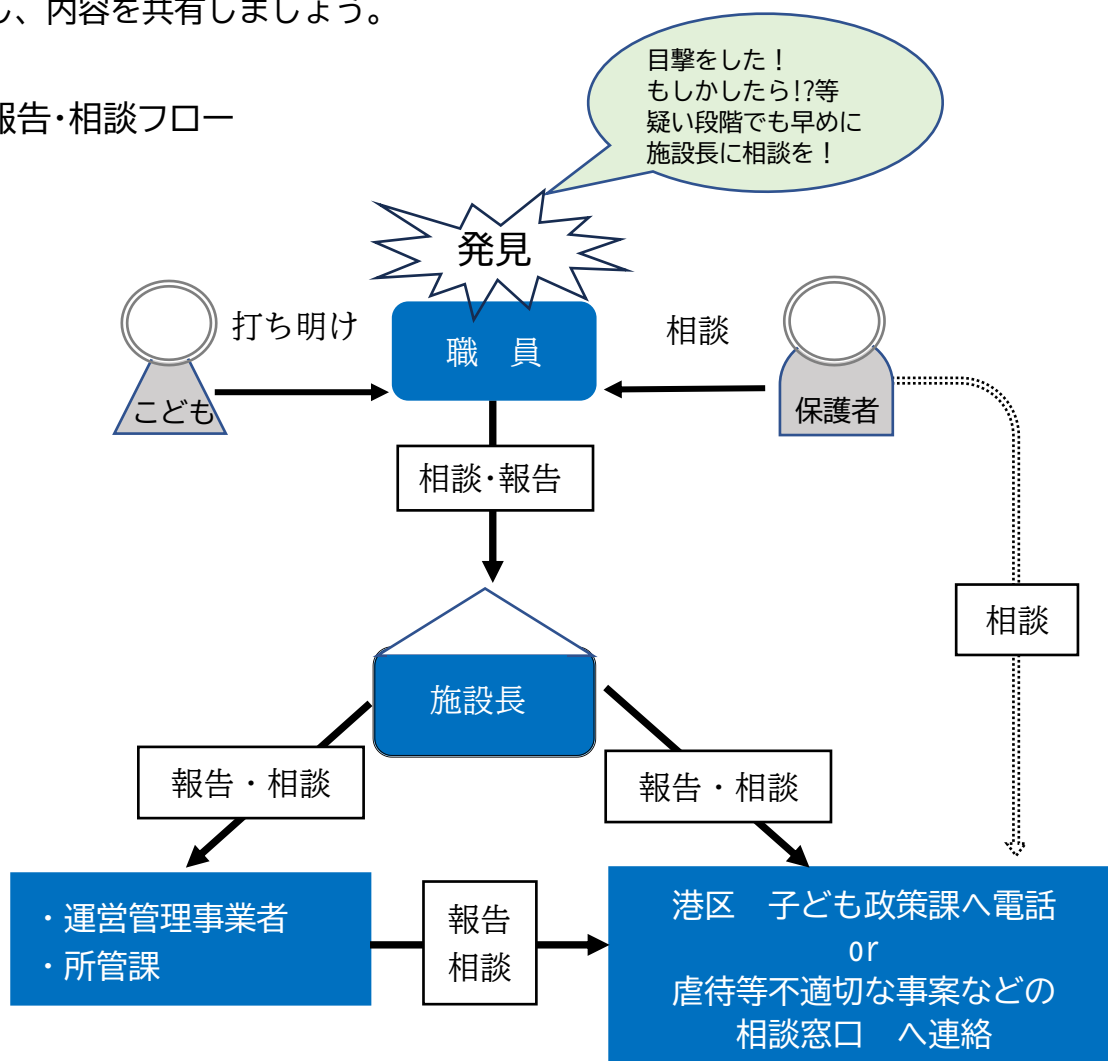 し、内容を共有しましょう。
報告・相談フロー
目撃をした！
もしかしたら!?等
疑い段階でも早めに
施設長に相談を！
発見
打ち明け
職　員
相談
こども
保護者
相談・報告
相談
施設長
報告・相談
報告・相談
・運営管理事業者
・所管課
報告
相談
港区　子ども政策課へ電話
or
虐待等不適切な事案などの
相談窓口　へ連絡